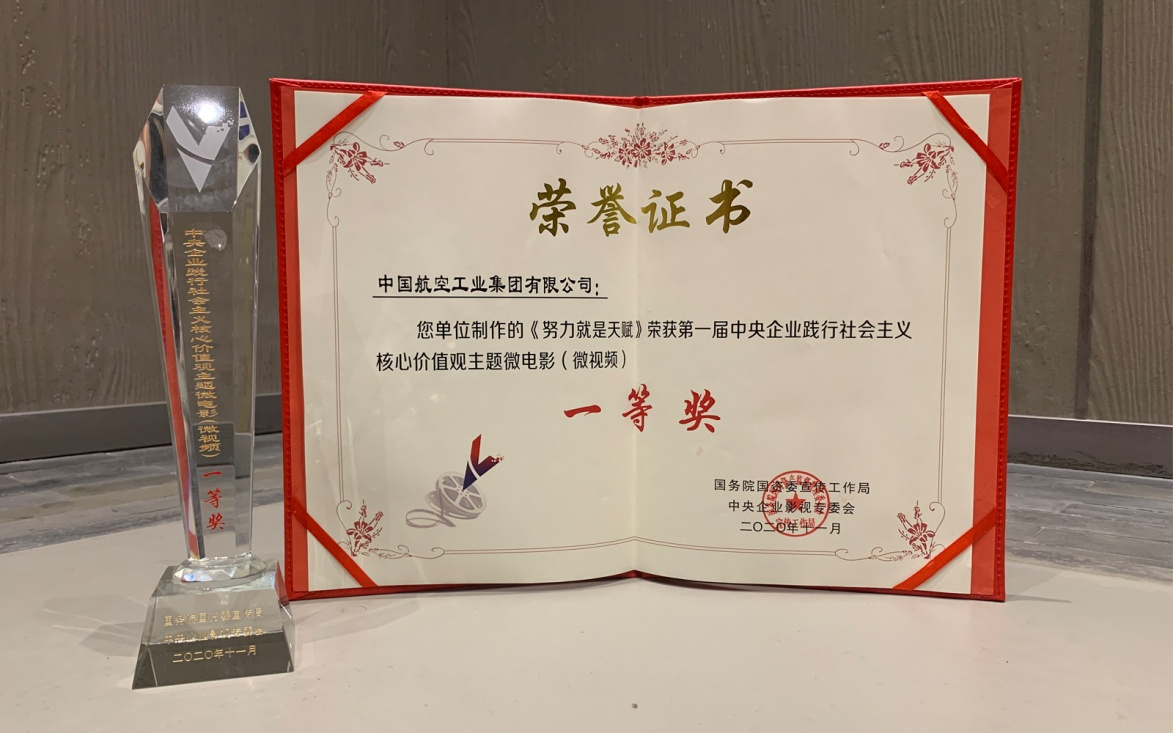 中央企业践行社会主义核心价值观主题微电影(微视频)
一等奖
二〇二〇年十一月
荣誉证书
中国航空工业集团有限公司：
您单位制作的《努力就是天赋》荣获第一届中央企业践行社会主义
核心价值观主题微电影（微视频）
一等奖
国务院国资委宣传工作局
中央企业影视专委会
二〇二〇年十一月
宣传工作局